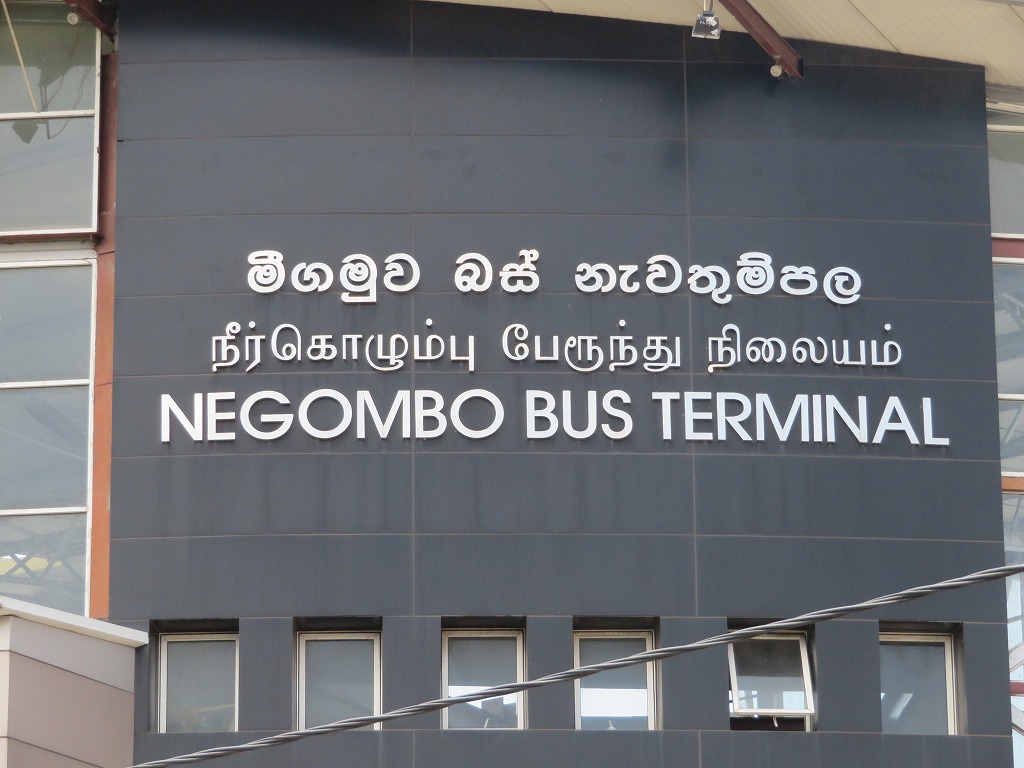 මීගමුව බස් නැවතුම්පල
நீர்கொழும்பு பேரூந்து நிலையம்
NEGOMBO BUS TERMINAL